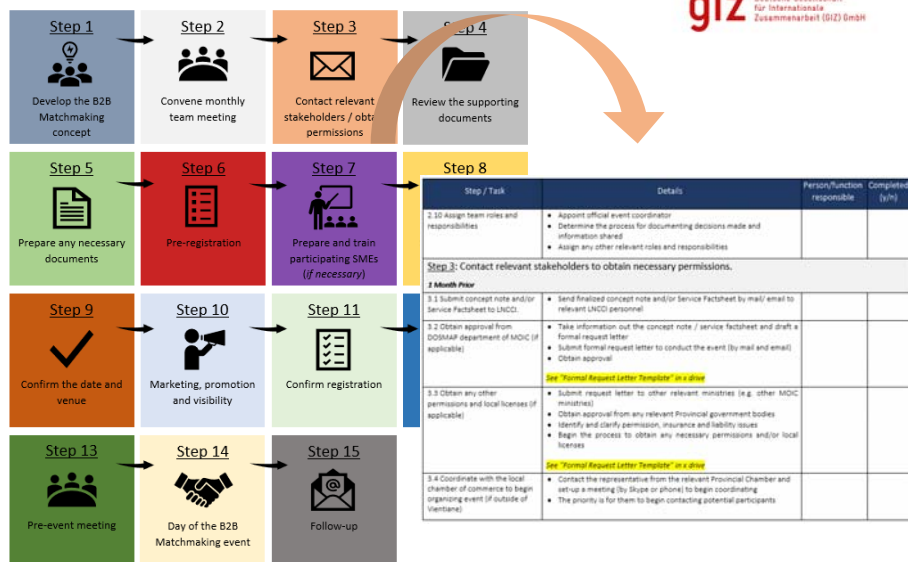 giz
für Internationale
Zusammenarbeit (GIZ) GmbH
Step 1
Develop the B2B
Matchmaking
concept
Step 2
Convene monthly
team meeting
Step 3
Contact relevant
stakeholders /
permissions
Step 4
Review the supporting
documents
Step 5
Prepare any necessary
documents
Step 6
Pre-registration
Step 7
Prepare and train
participating SMEs
(if necessary)
Step 8
Step 9
Confirm the date and
venue
Step 10
Marketing, promotion
and visibility
Step 11
Confirm registration
Step 13
Pre-event meeting
Step 14
Day of the B2B
Matchmaking event
Step 15
Follow-up
Step / Task
Details
Person/function
responsible
Completed
(y/n)
2.10 Assign team roles and
responsibilities
• Appoint official event coordinator
• Determine the process for documenting decisions made and
information shared
• Assign any other relevant roles and responsibilities
Step 3: Contact relevant stakeholders to obtain necessary permissions.
1 Month Prior
3.1 Submit concept note and/or
Service Factsheet to LNCCI.
• Send finalized concept note and/or Service Factsheet by mail/ email to
relevant LNCCI personnel
3.2 Obtain approval from
DOSMAP department of MOIC (if
applicable)
• Take information out the concept note / service factsheet and draft a
formal request letter
• Submit formal request letter to conduct the event (by mail and email)
• Obtain approval
See "Formal Request Letter Template" in x drive
3.3 Obtain any other
permissions and local licenses (if
applicable)
• Submit request letter to other relevant ministries (e.g. other MOIC
ministries)
• Obtain approval from any relevant Provincial government bodies
• Identify and clarify permission, insurance and liability issues
• Begin the process to obtain any necessary permissions and/or local
licenses
See "Formal Request Letter Template" in x drive
3.4 Coordinate with the local
chamber of commerce to begin
organizing event (if outside of
Vientiane)
• Contact the representative from the relevant Provincial Chamber and
set-up a meeting (by Skype or phone) to begin coordinating
• The priority is for them to begin contacting potential participants